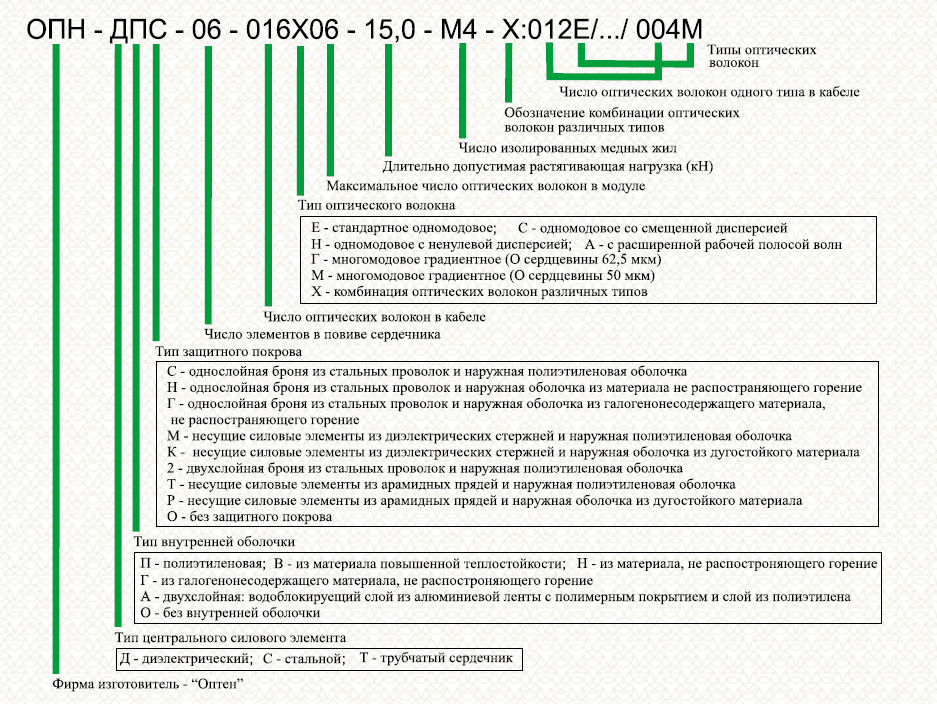 ОПН - ДПС - 06 - 016Х06 - 15,0 - М4 - Х:012Е/.../ 004М
Типы оптических
волокон
Число оптических волокон одного типа в кабеле
Обозначение комбинации оптических
волокон различных типов
Число изолированных медных жил
Длительно допустимая растягивающая нагрузка (кН)
Максимальное число оптических волокон в модуле
Тип оптического волокна
Е - стандартное одномодовое; С - одномодовое со смещенной дисперсией
Н - одномодовое с ненулевой дисперсией; А - с расширенной рабочей полосой волн
Г - многомодовое градиентное (О сердцевины 62,5 мкм)
М - многомодовое градиентное (О сердцевины 50 мкм)
Х - комбинация оптических волокон различных типов
Число оптических волокон в кабеле
Число элементов в повиве сердечника
Тип защитного покрова
С - однослойная броня из стальных проволок и наружная полиэтиленовая оболочка
Н - однослойная броня из стальных проволок и наружная оболочка из материала не распостраняющего горение
Г - однослойная броня из стальных проволок и наружная оболочка из галогенонесодержащего материала,
не распостраняющего горение
М - несущие силовые элементы из диэлектрических стержней и наружная полиэтиленовая оболочка
К - несущие силовые элементы из диэлектрических стержней и наружная оболочка из дугостойкого материала
2 - двухслойная броня из стальных проволок и наружная полиэтиленовая оболочка
Т - несущие силовые элементы из арамидных прядей и наружная полиэтиленовая оболочка
Р - несущие силовые элементы из арамидных прядей и наружная оболочка из дугостойкого материала
О - без защитного покрова
Тип внутренней оболочки
П - полиэтиленовая; В - из материала повышенной теплостойкости; Н - из материала, не распостроняющего горение
Г - из галогенонесодержащего материала, не распостроняющего горение
А - двухслойная: водоблокируещий слой из алюминиевой ленты с полимерным покрытием и слой из полиэтилена
О - без внутренней оболочки
Тип центрального силового элемента
Д - диэлектрический; С - стальной; Т - трубчатый сердечник
Фирма изготовитель - “Оптен”